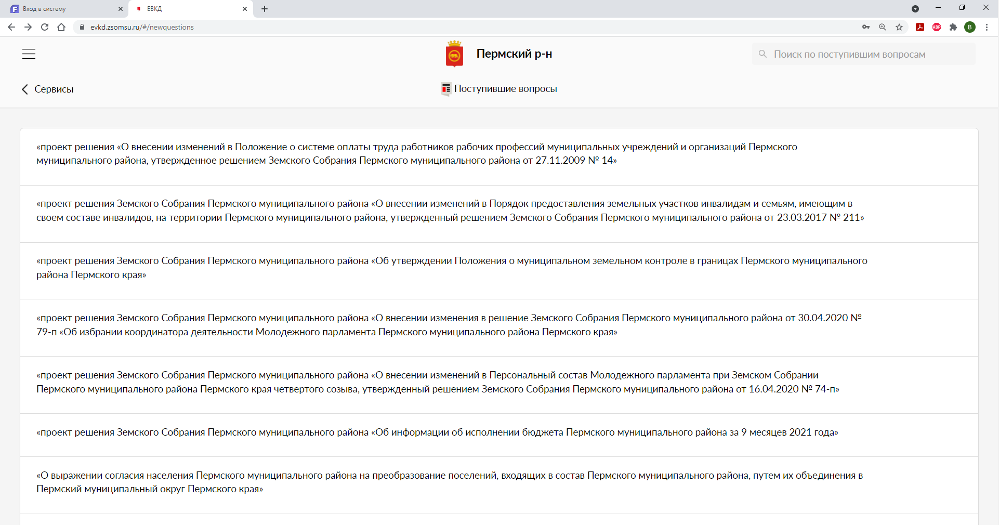 Вход в систему
ЕВКД
evkd.zsomsu.ru/#/newquestions
ABP
B
Пермский р-н
Поиск по поступившим вопросам
Сервисы
Поступившие вопросы
«проект решения «О внесении изменений в Положение о системе оплаты труда работников рабочих профессий муниципальных учреждений и организаций Пермского
муниципального района, утвержденное решением Земского Собрания Пермского муниципального района от 27.11.2009 № 14»
«проект решения Земского Собрания Пермского муниципального района «О внесении изменений в Порядок предоставления земельных участков инвалидам и семьям, имеющим в
своем составе инвалидов, на территории Пермского муниципального района, утвержденный решением Земского Собрания Пермского муниципального района от 23.03.2017 № 211»
«проект решения Земского Собрания Пермского муниципального района «Об утверждении Положения о муниципальном земельном контроле в границах Пермского муниципального
района Пермского края»
«проект решения Земского Собрания Пермского муниципального района «О внесении изменения в решение Земского Собрания Пермского муниципального района от 30.04.2020 №
79-п «Об избрании координатора деятельности Молодежного парламента Пермского муниципального района Пермского края»
«проект решения Земского Собрания Пермского муниципального района «О внесении изменений в Персональный состав Молодежного парламента при Земском Собрании
Пермского муниципального района Пермского края четвертого созыва, утвержденный решением Земского Собрания Пермского муниципального района от 16.04.2020 № 74-п»
«проект решения Земского Собрания Пермского муниципального района «Об информации об исполнении бюджета Пермского муниципального района за 9 месяцев 2021 года»
«О выражении согласия населения Пермского муниципального района на преобразование поселений, входящих в состав Пермского муниципального района, путем их объединения в
Пермский муниципальный округ Пермского края»